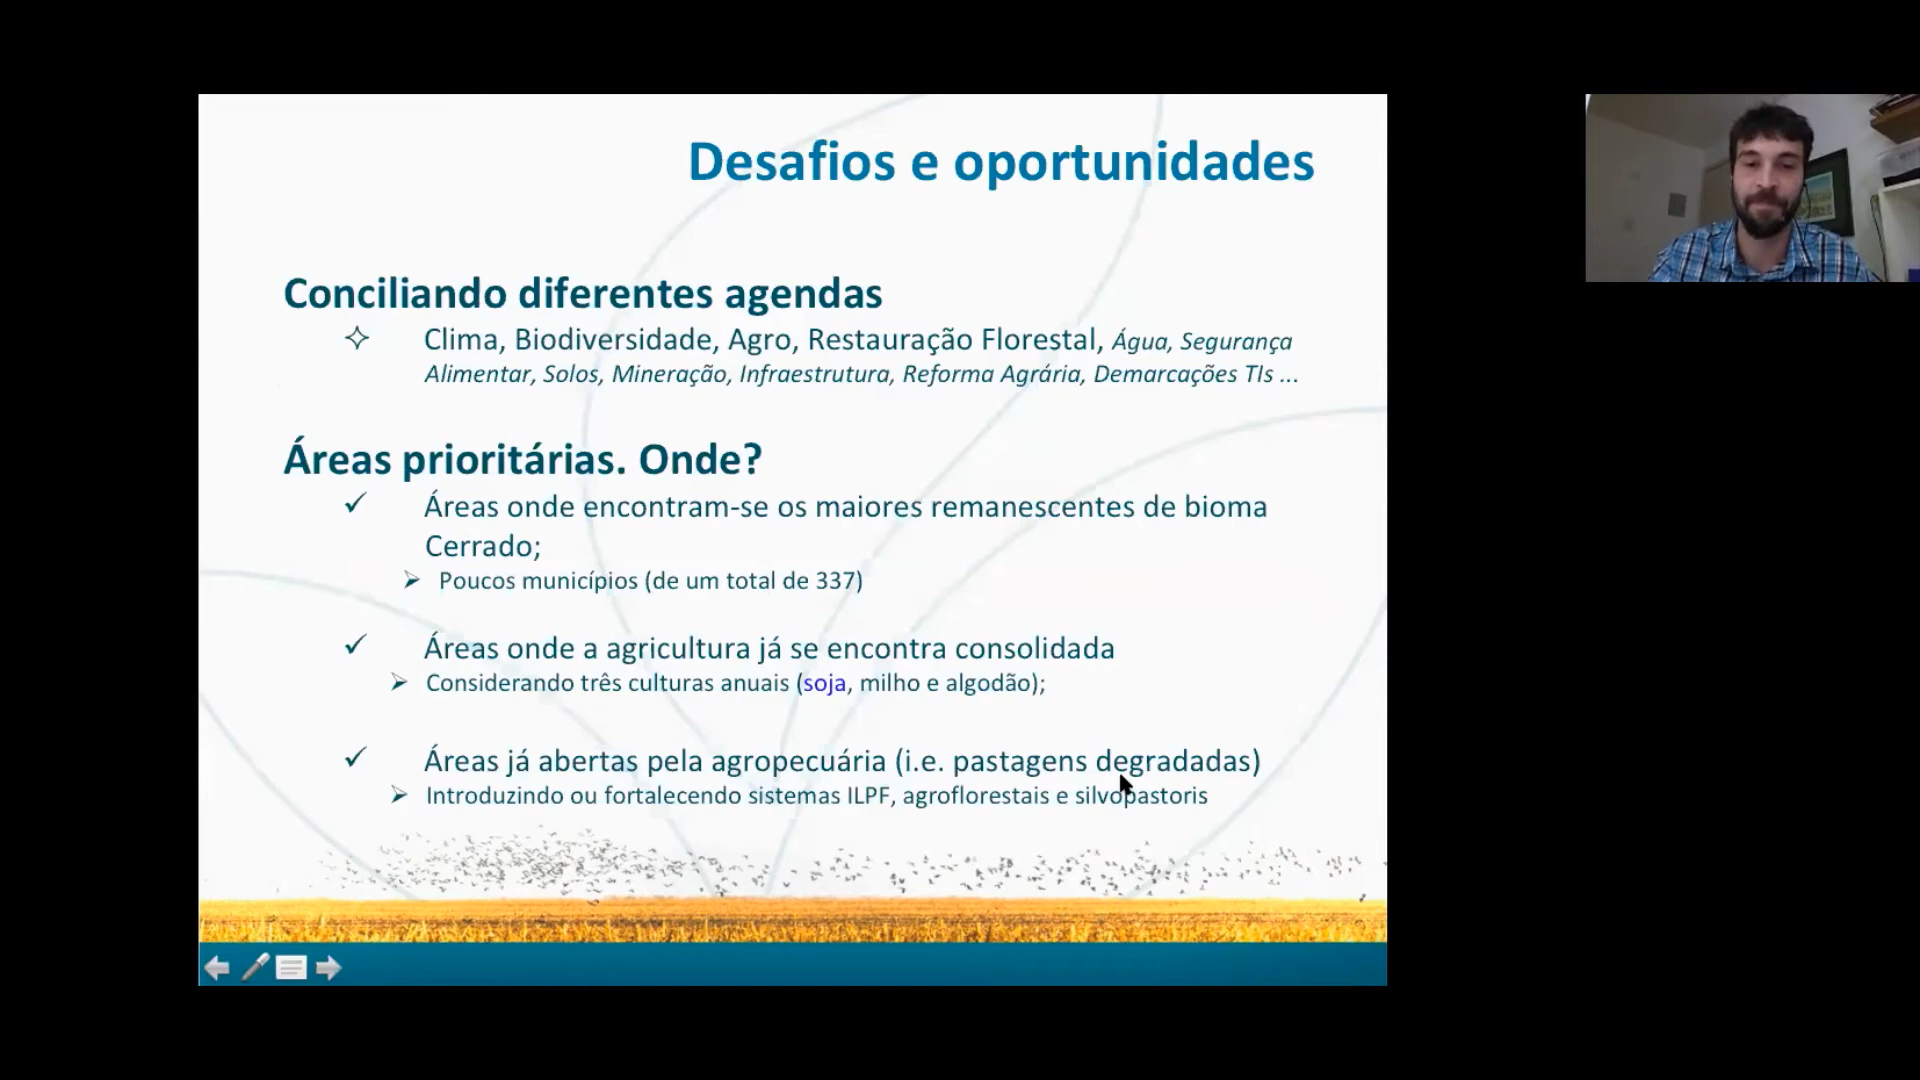 Desafios e oportunidades
Conciliando diferentes agendas
Clima, Biodiversidade, Agro, Restauração Florestal, Água, Segurança
Alimentar, Solos, Mineração, Infraestrutura, Reforma Agrária, Demarcações TIs ...
Áreas prioritárias. Onde?
Áreas onde encontram-se os maiores remanescentes de bioma
Cerrado;
Poucos municípios (de um total de 337)
Áreas onde a agricultura já se encontra consolidada
Considerando três culturas anuais (soja, milho e algodão);
Áreas já abertas pela agropecuária (i.e. pastagens degradadas)
Introduzindo ou fortalecendo sistemas ILPF, agroflorestais e silvopastoris